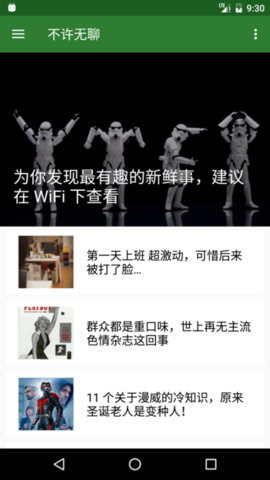 9:30
不许无聊
为你发现最有趣的新鲜事，建议
在 WiFi 下查看
第一天上班 超激动，可惜后来
被打了脸…
PLAYBOY
群众都是重口味，世上再无主流
色情杂志这回事
11 个关于漫威的冷知识，原来
圣诞老人是变种人！